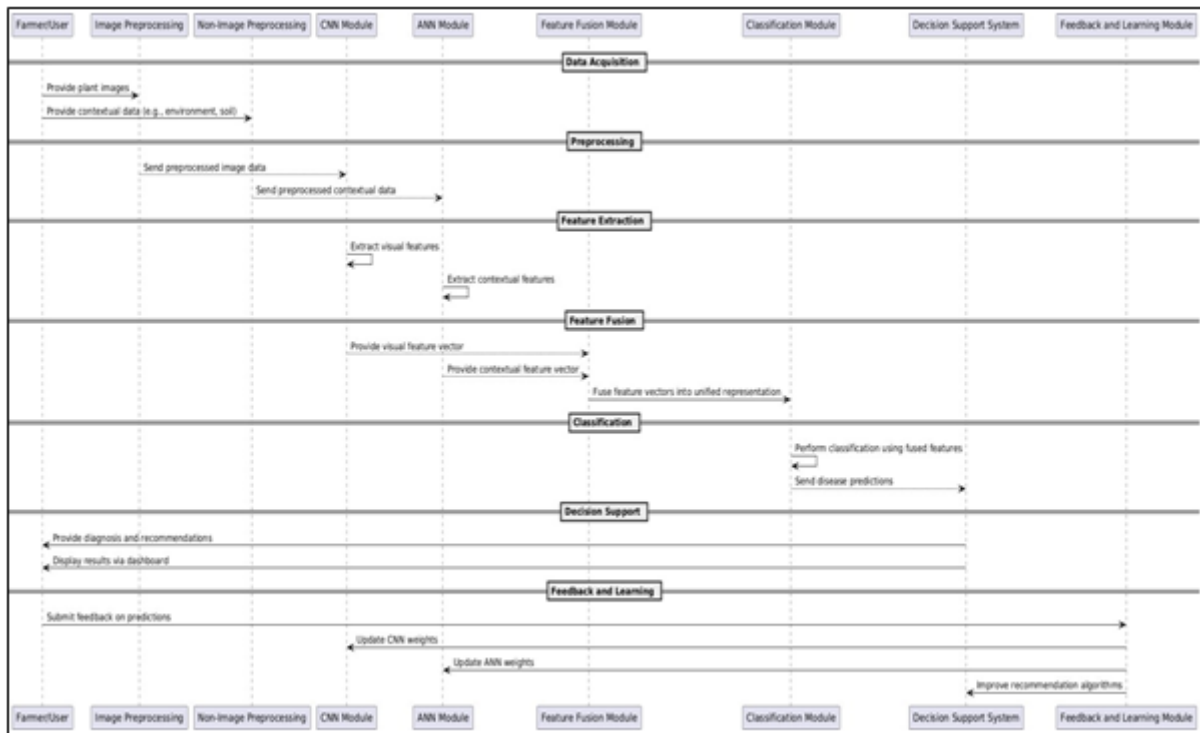 Farmer/User Image Preprocessing Non-Image Preprocessing CNN Module ANN Module Feature Fusion Module Classification Module Decision Support System Feedback and Learning Module
Data Acquisition
Provide plant images
Provide contextual data (e.g., environment, soil)
Preprocessing
Send preprocessed image data
Send preprocessed contextual data
Feature Extraction
Extract visual features
Extract contextual features
Feature Fusion
Provide visual feature vector
Provide contextual feature vector
Fuse feature vectors into unified representation
Classification
Perform classification using fused features
Send disease predictions
Decision Support
Provide diagnosis and recommendations
Display results via dashboard
Feedback and Learning
Submit feedback on predictions
Update CNN weights
Update ANN weights
Improve recommendation algorithms
Farmer/User Image Preprocessing Non-Image Preprocessing CNN Module ANN Module Feature Fusion Module Classification Module Decision Support System Feedback and Learning Module